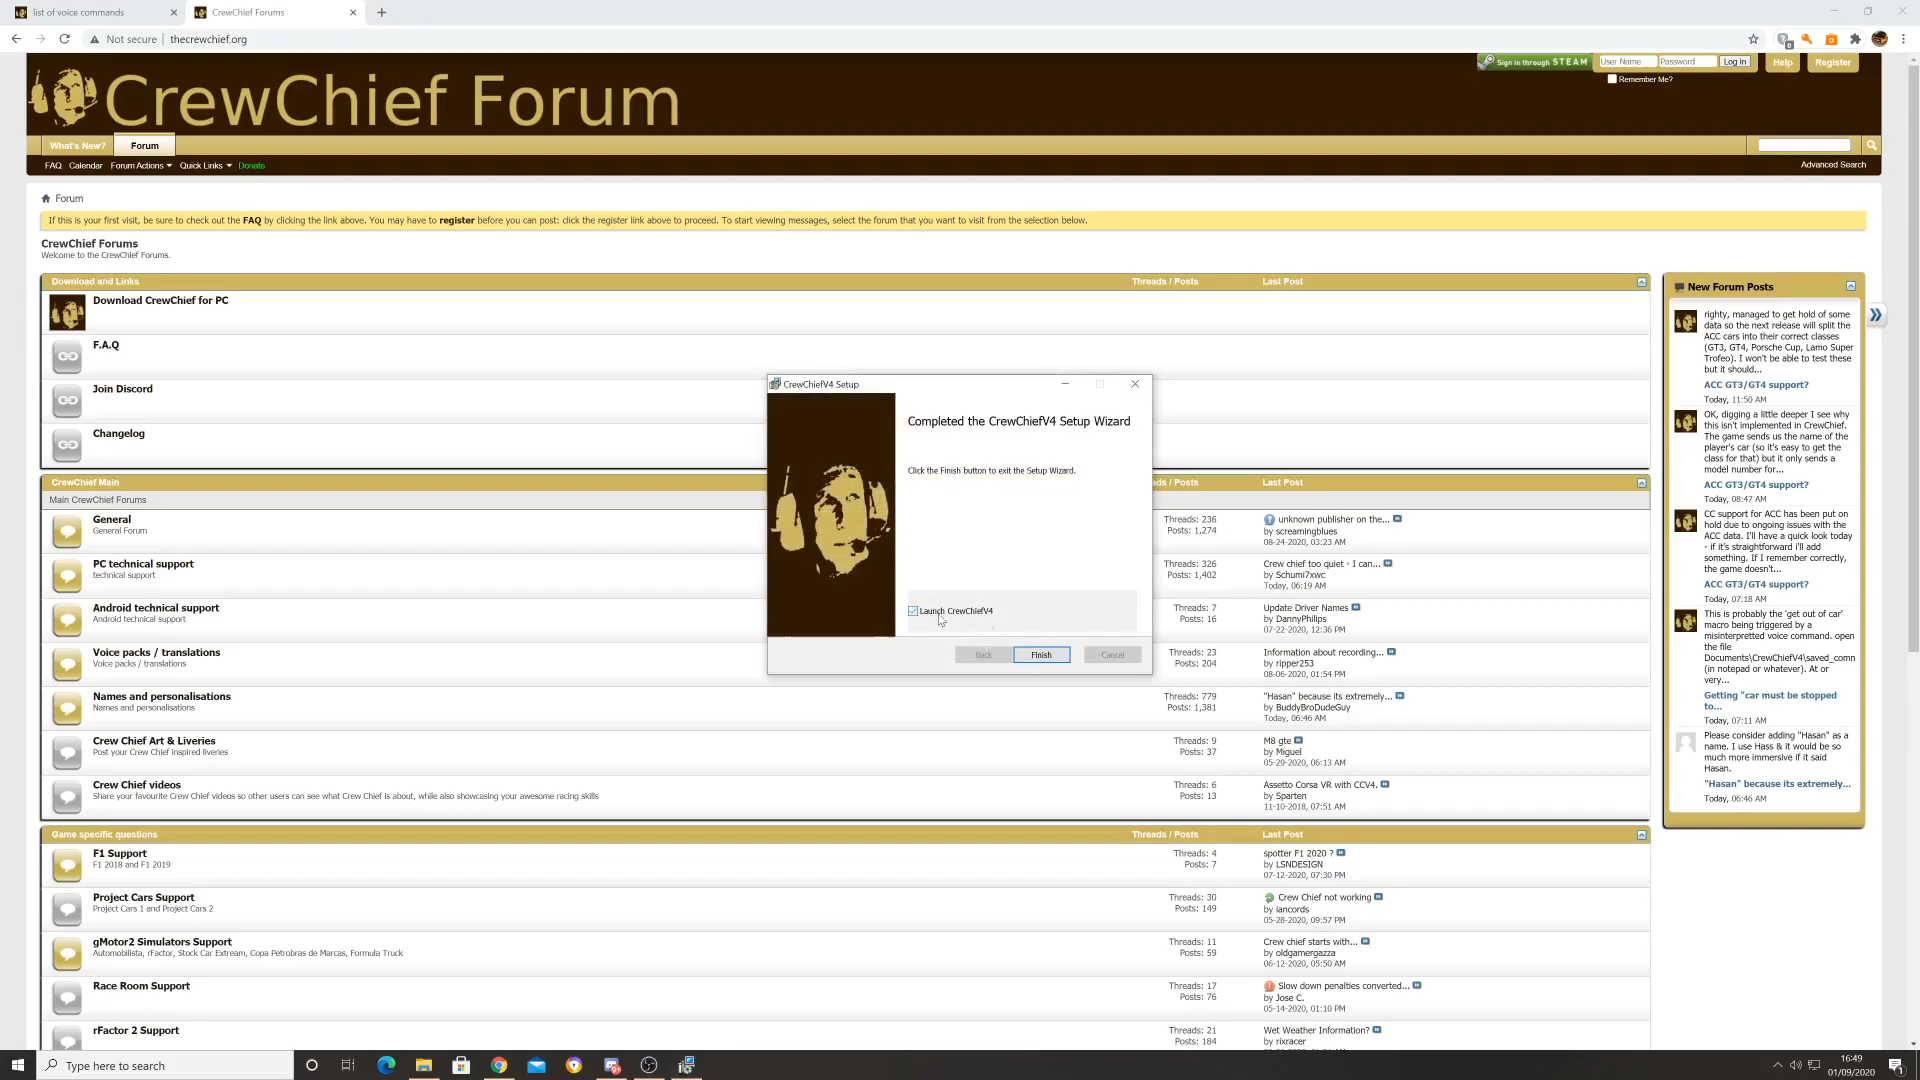 list of voice commands
CrewChief Forums
Not secure
thecrewchief.org
CrewChief Forum
Sign in through STEAM
User Name
Password
Log In
Help
Register
Remember Me?
What's New?
Forum
FAQ
Calendar
Forum Actions
Quick Links
Donate
Advanced Search
Forum
If this is your first visit, be sure to check out the FAQ by clicking the link above. You may have to register before you can post: click the register link above to proceed. To start viewing messages, select the forum that you want to visit from the selection below.
CrewChief Forums
Welcome to the CrewChief Forums.
Download and Links
Threads / Posts
Last Post
Download CrewChief for PC
F.A.Q
Join Discord
Changelog
CrewChief Main
ds / Posts
Last Post
Main CrewChief Forums
General
General Forum
Threads: 236
Posts: 1,274
unknown publisher on the...
by screamingblues
08-24-2020, 03:23 AM
PC technical support
technical support
Threads: 326
Posts: 1,402
Crew chief too quiet - I can...
by Schumi7xwc
Today, 06:19 AM
Android technical support
Android technical support
Threads: 7
Posts: 16
Update Driver Names
by DannyPhilips
07-22-2020, 12:36 PM
Voice packs / translations
Voice packs / translations
Threads: 23
Posts: 204
Information about recording...
by ripper253
08-06-2020, 01:54 PM
Names and personalisations
Names and personalisations
Threads: 779
Posts: 1,381
"Hasan" because its extremely...
by BuddyBroDudeGuy
Today, 06:46 AM
Crew Chief Art & Liveries
Post your Crew Chief inspired liveries
Threads: 9
Posts: 37
M8 gte
by Miguel
05-29-2020, 06:13 AM
Crew Chief videos
Share your favourite Crew Chief videos so other users can see what Crew Chief is about, while also showcasing your awesome racing skills
Threads: 6
Posts: 13
Assetto Corsa VR with CCV4.
by Sparten
11-10-2018, 07:51 AM
Game specific questions
Threads / Posts
Last Post
F1 Support
F1 2018 and F1 2019
Threads: 4
Posts: 7
spotter F1 2020 ?
by LSNDESIGN
07-12-2020, 07:30 PM
Project Cars Support
Project Cars 1 and Project Cars 2
Threads: 30
Posts: 149
Crew Chief not working
by iancords
05-28-2020, 09:57 PM
gMotor2 Simulators Support
Automobilista, rFactor, Stock Car Extream, Copa Petrobras de Marcas, Formula Truck
Threads: 11
Posts: 59
Crew chief starts with...
by oldgamergazza
06-12-2020, 05:50 AM
Race Room Support
Threads: 17
Posts: 76
Slow down penalties converted...
by Jose C.
05-14-2020, 01:10 PM
rFactor 2 Support
Threads: 21
Posts: 184
Wet Weather Information?
by rixracer
CrewChiefV4 Setup
Completed the CrewChiefV4 Setup Wizard
Click the Finish button to exit the Setup Wizard.
Launch CrewChiefV4
Back
Finish
Cancel
New Forum Posts
righty, managed to get hold of some
data so the next release will split the
ACC cars into their correct classes
(GT3, GT4, Porsche Cup, Lamo Super
Trofeo). I won't be able to test these
but it should...
ACC GT3/GT4 support?
Today, 11:50 AM
OK, digging a little deeper I see why
this isn't implemented in CrewChief.
The game sends us the name of the
player's car (so it's easy to get the
class for that) but it only sends a
model number for...
ACC GT3/GT4 support?
Today, 08:47 AM
CC support for ACC has been put on
hold due to ongoing issues with the
ACC data. I'll have a quick look today
- if it's straightforward i'll add
something. If I remember correctly,
the game doesn't...
ACC GT3/GT4 support?
Today, 07:18 AM
This is probably the 'get out of car'
macro being triggered by a
misinterpretted voice command. open
the file
Documents\CrewChiefV4\saved_comn
(in notepad or whatever). At or
very...
Getting "car must be stopped
to...
Today, 07:11 AM
Please consider adding "Hasan" as a
name. I use Hass & it would be so
much more immersive if it said
Hasan.
"Hasan" because its extremely...
Today, 06:46 AM
Type here to search
16:49
01/09/2020